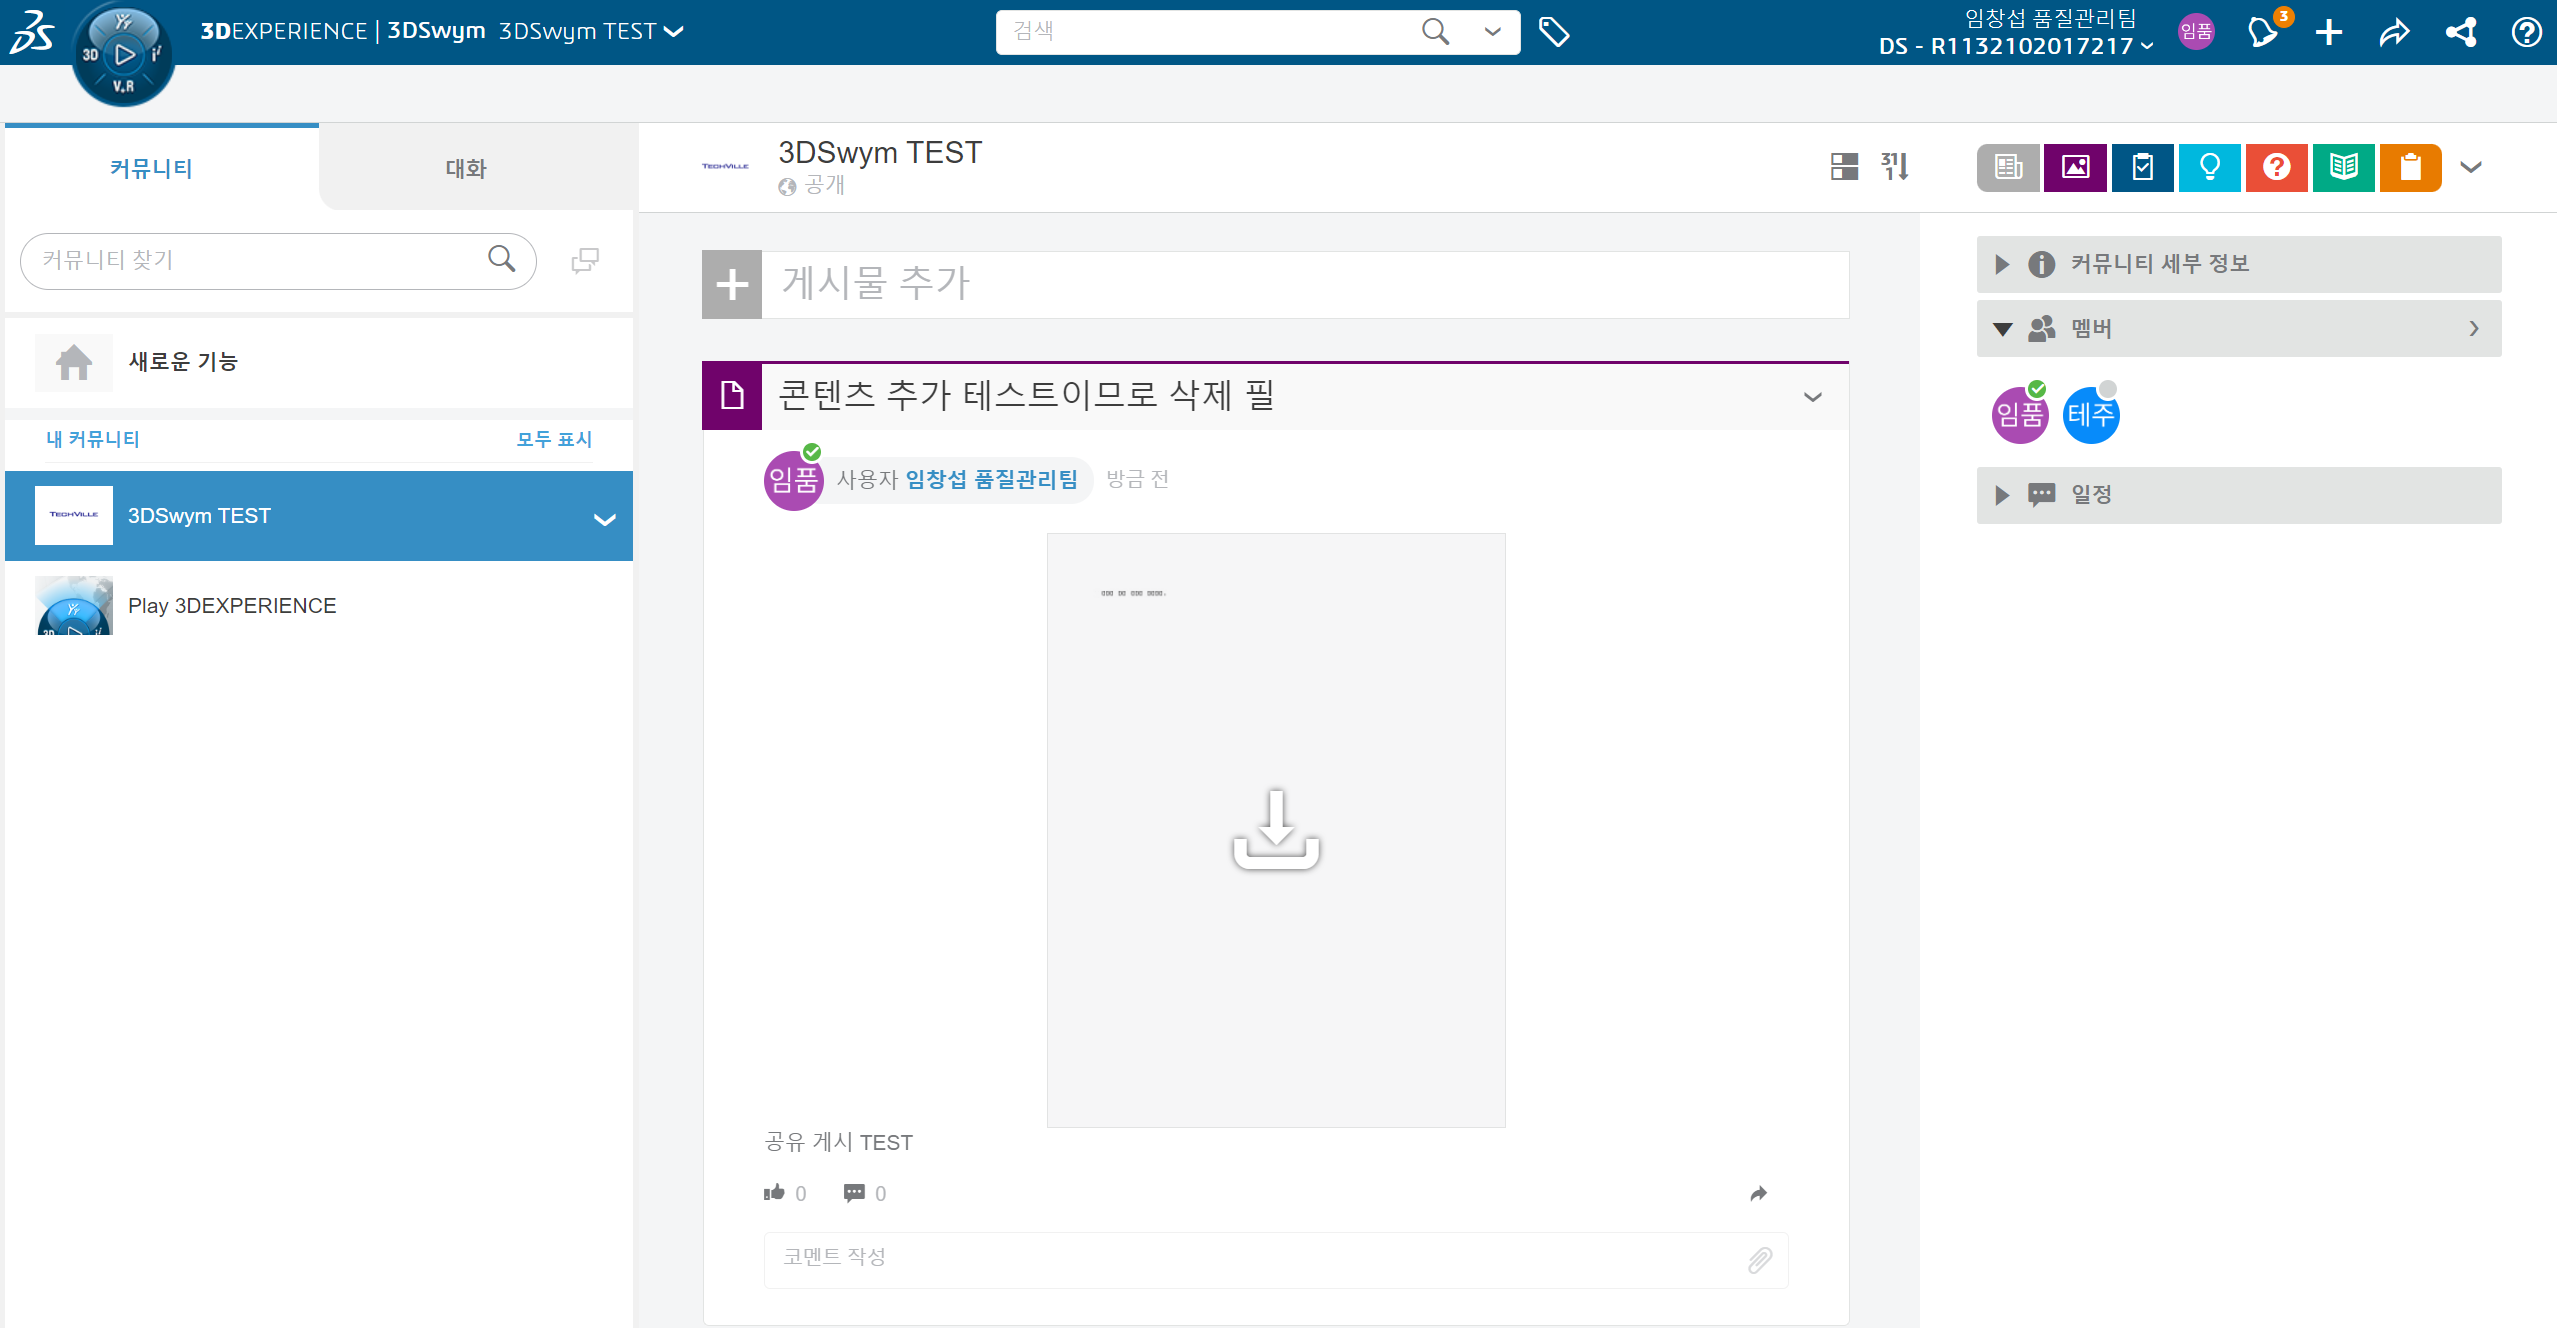 3DEXPERIENCE | 3DSwym 3DSwym TEST
3D
V.R
검색
임창섭 품질관리팀
DS - R1132102017217
임품
3
커뮤니티
대화
커뮤니티 찾기
새로운 기능
내 커뮤니티
모두 표시
TECHVILLE
3DSwym TEST
Play 3DEXPERIENCE
TECHVILLE
3DSwym TEST
공개
31
1
게시물 추가
콘텐츠 추가 테스트이므로 삭제 필
임품
사용자 임창섭 품질관리팀
방금 전
공유 게시 TEST
0
0
코멘트 작성
커뮤니티 세부 정보
멤버
임품
테주
일정